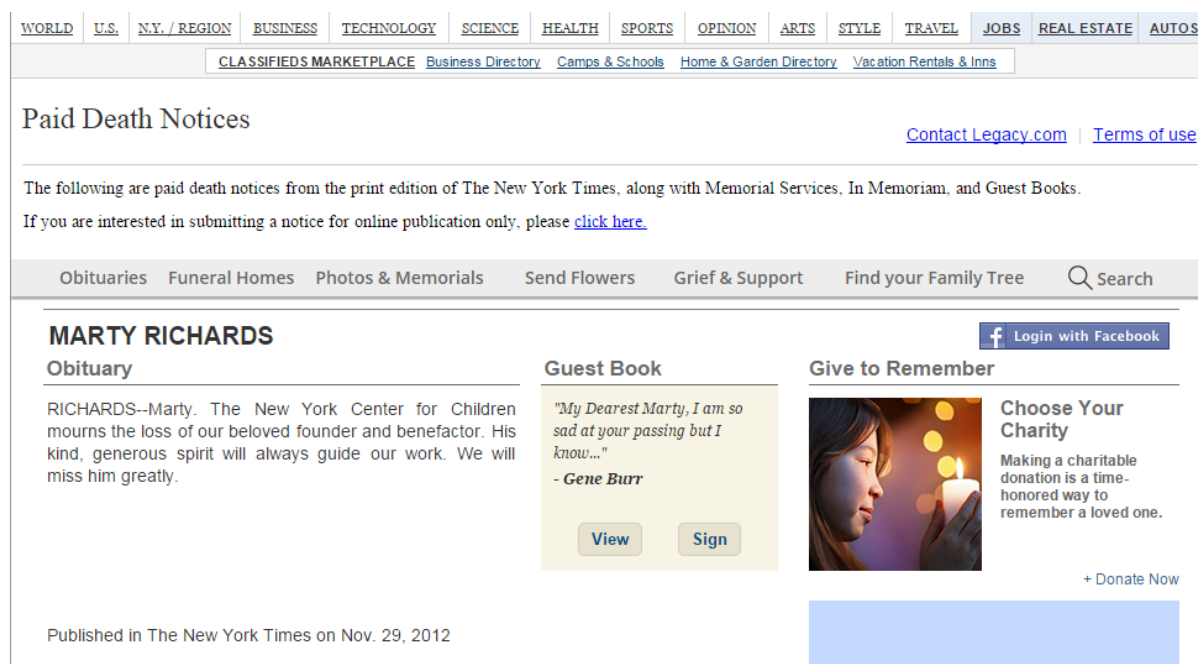 WORLD U.S. N.Y. / REGION BUSINESS TECHNOLOGY SCIENCE HEALTH SPORTS OPINION ARTS STYLE TRAVEL JOBS REAL ESTATE AUTOS
CLASSIFIEDS MARKETPLACE Business Directory Camps & Schools Home & Garden Directory Vacation Rentals & Inns
Paid Death Notices
Contact Legacy.com | Terms of use
The following are paid death notices from the print edition of The New York Times, along with Memorial Services, In Memoriam, and Guest Books.
If you are interested in submitting a notice for online publication only, please click here.
Obituaries Funeral Homes Photos & Memorials Send Flowers Grief & Support Find your Family Tree Search
MARTY RICHARDS
f Login with Facebook
Obituary
RICHARDS--Marty. The New York Center for Children
mourns the loss of our beloved founder and benefactor. His
kind, generous spirit will always guide our work. We will
miss him greatly.
Published in The New York Times on Nov. 29, 2012
Guest Book
"My Dearest Marty, I am so
sad at your passing but I
know..."
- Gene Burr
View Sign
Give to Remember
Choose Your
Charity
Making a charitable
donation is a time-
honored way to
remember a loved one.
+ Donate Now